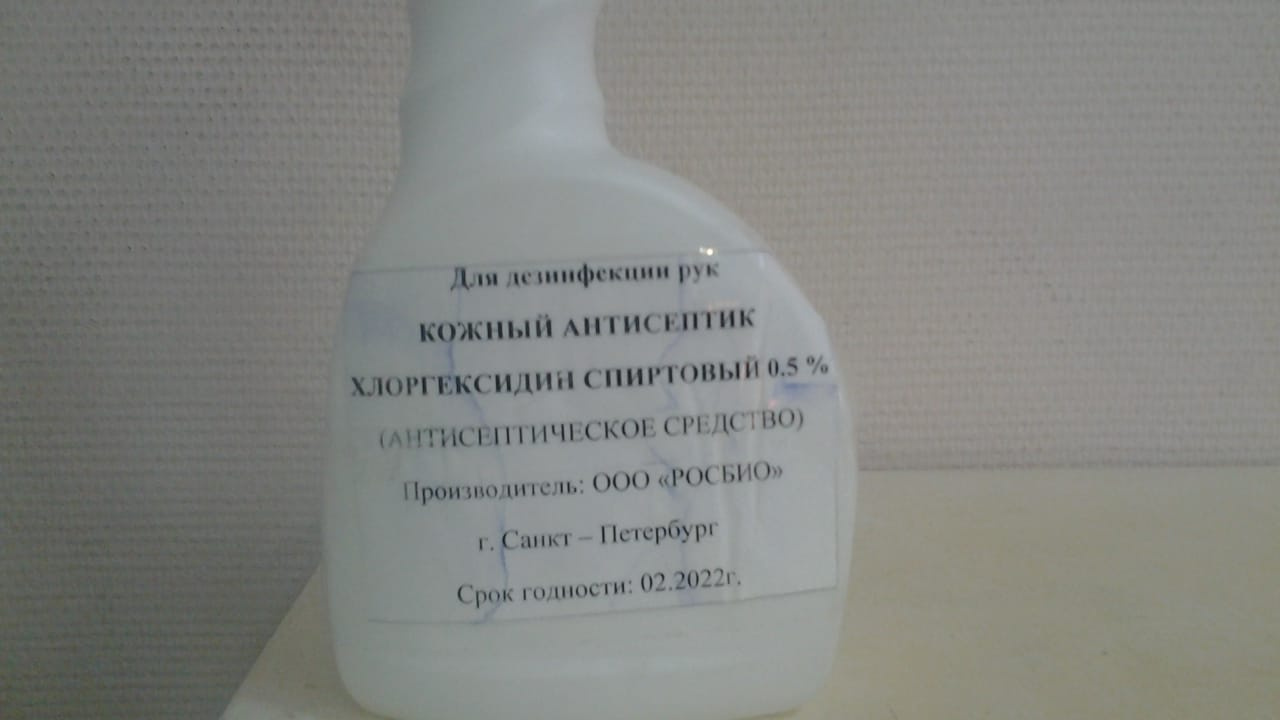 Для дезинфекции рук
КОЖНЫЙ АНТИСЕПТИК
ХЛОРГЕКСИДИН СПИРТОВЫЙ 0.5 %
(АНТИСЕПТИЧЕСКОЕ СРЕДСТВО)
Производитель: ООО «РОСБИО»
г. Санкт – Петербург
Срок годности: 02.2022г.